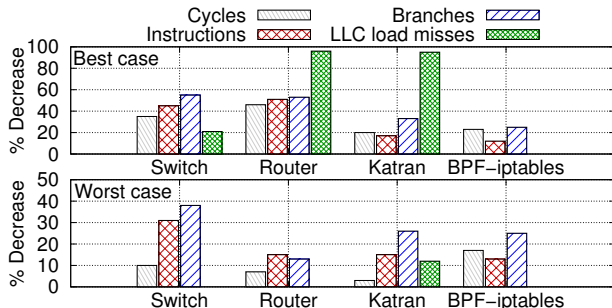 Cycles Branches
Instructions LLC load misses
100
Best case
80
60
40
20
0
% Decrease
Switch Router Katran BPF-iptables
50
Worst case
40
30
20
10
0
% Decrease
Switch Router Katran BPF-iptables